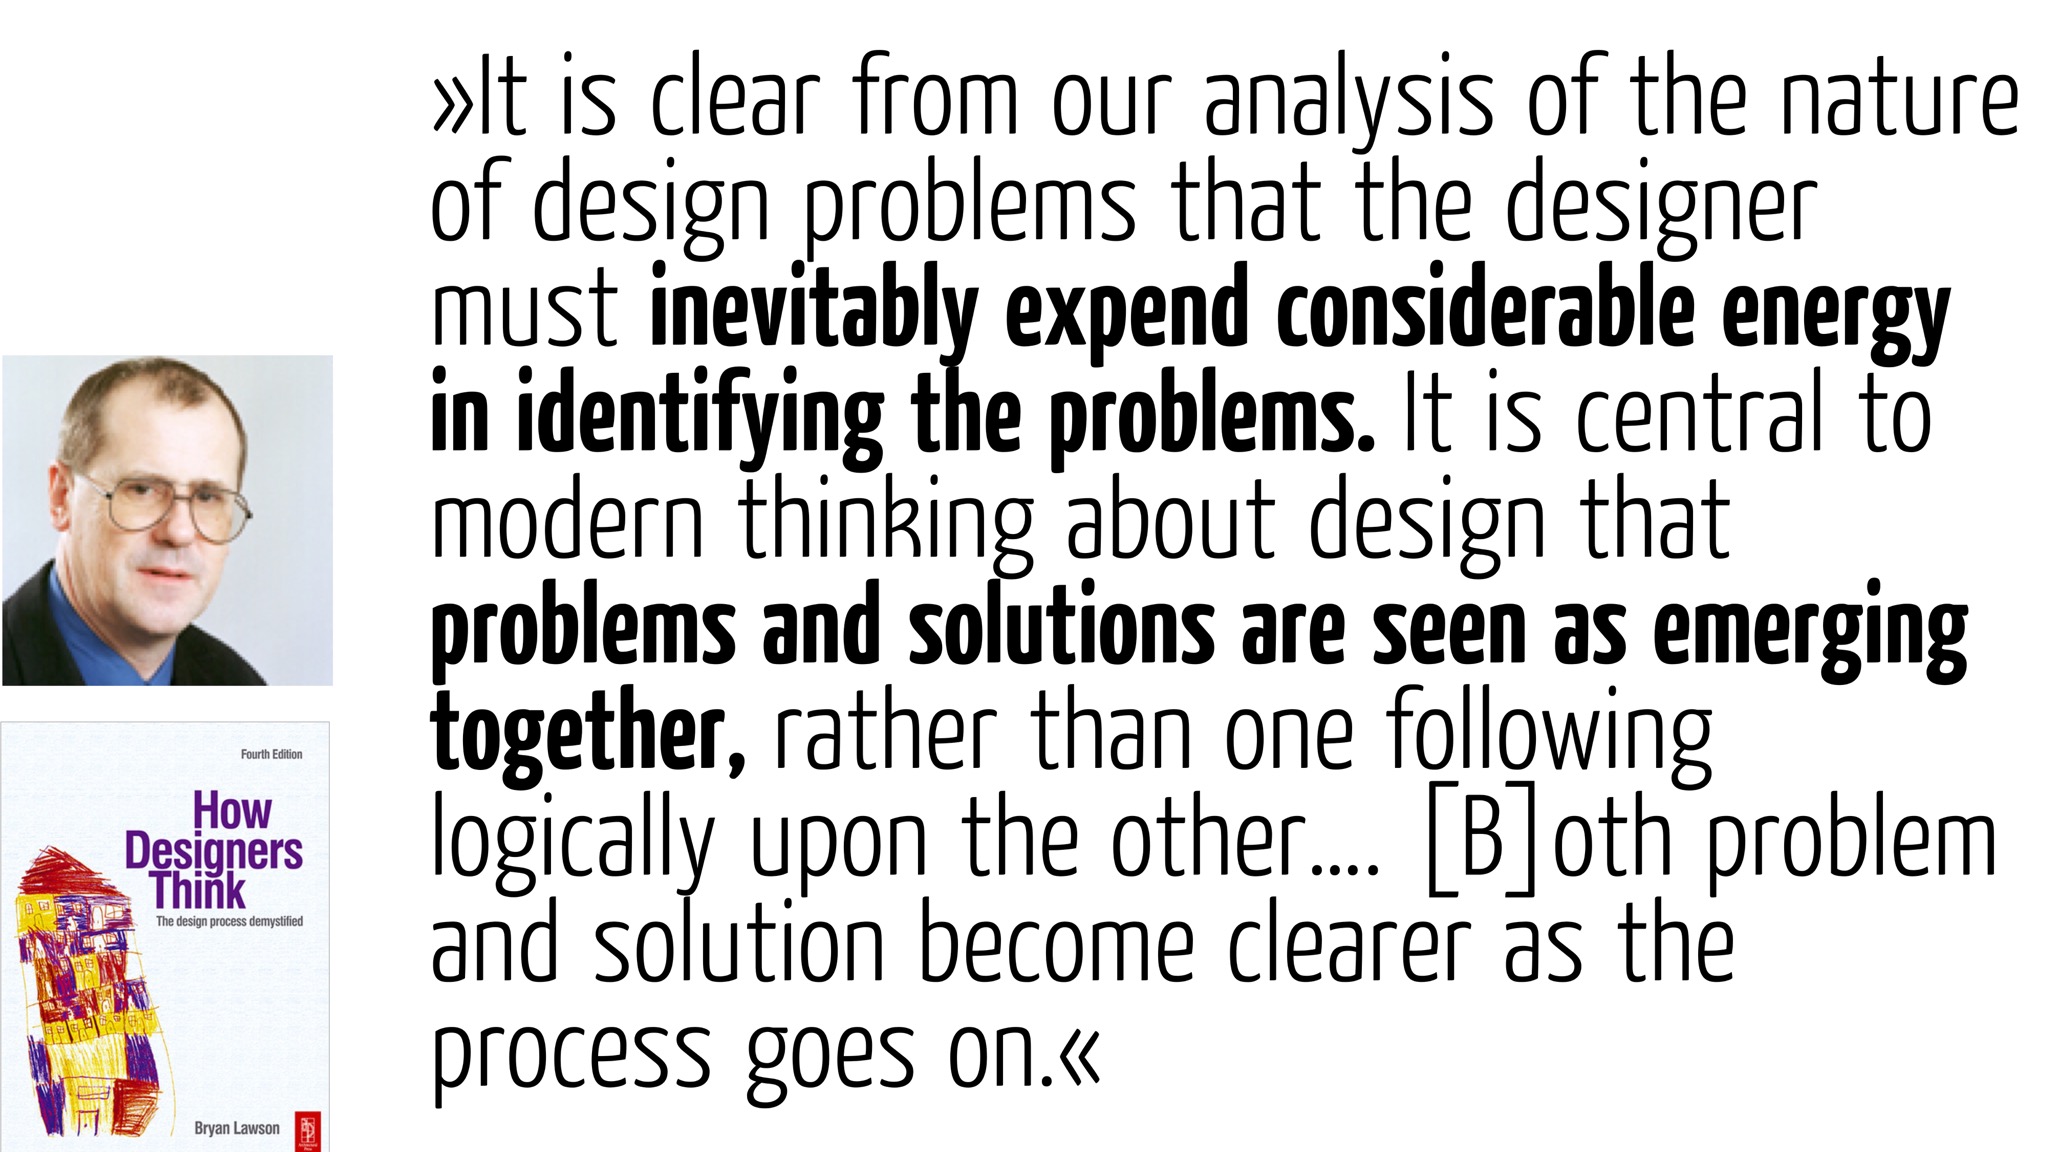 »It is clear from our analysis of the nature
of design problems that the designer
must inevitably expend considerable energy
in identifying the problems. It is central to
modern thinking about design that
problems and solutions are seen as emerging
together, rather than one following
logically upon the other.... [B]oth problem
and solution become clearer as the
process goes on.«
Fourth Edition
How
Designers
Think
The design process demystified
Bryan Lawson